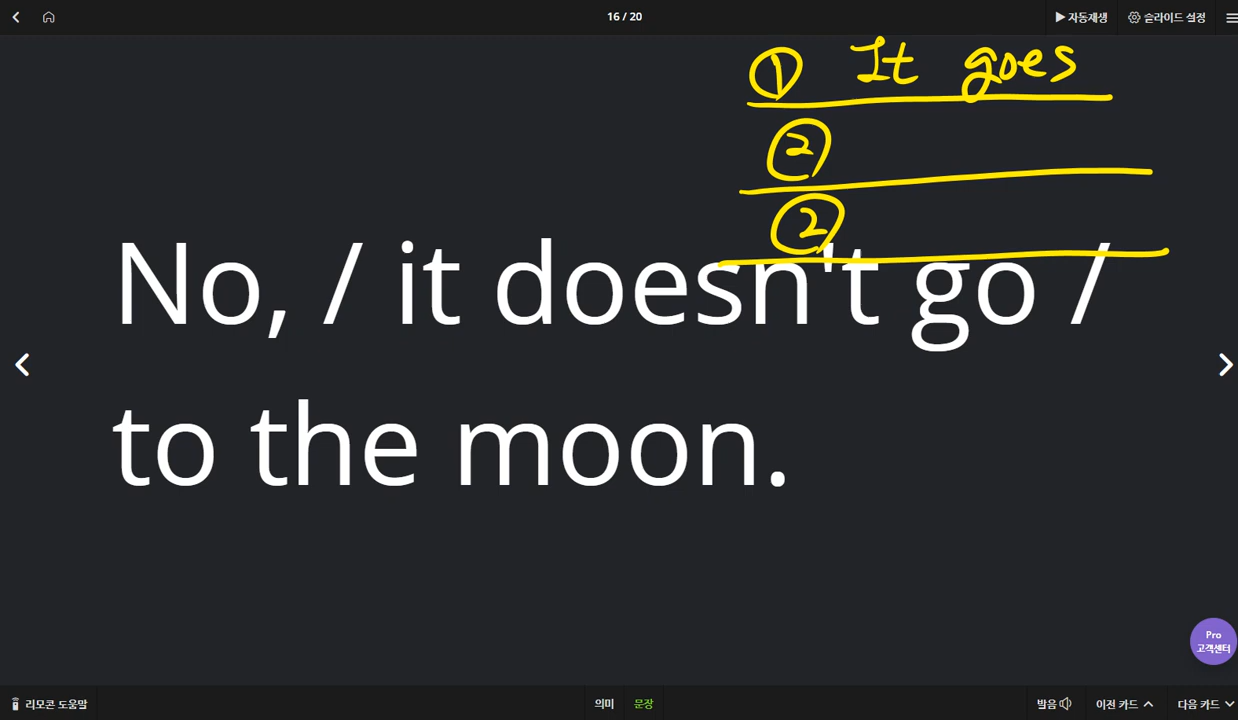 16 / 20
▶자동재생
슬라이드 설정
① It goes
②
②
No, / it doesn't go /
to the moon.
Pro
고객센터
리모콘 도움말
의미
문장
발음
이전 카드
다음 카드